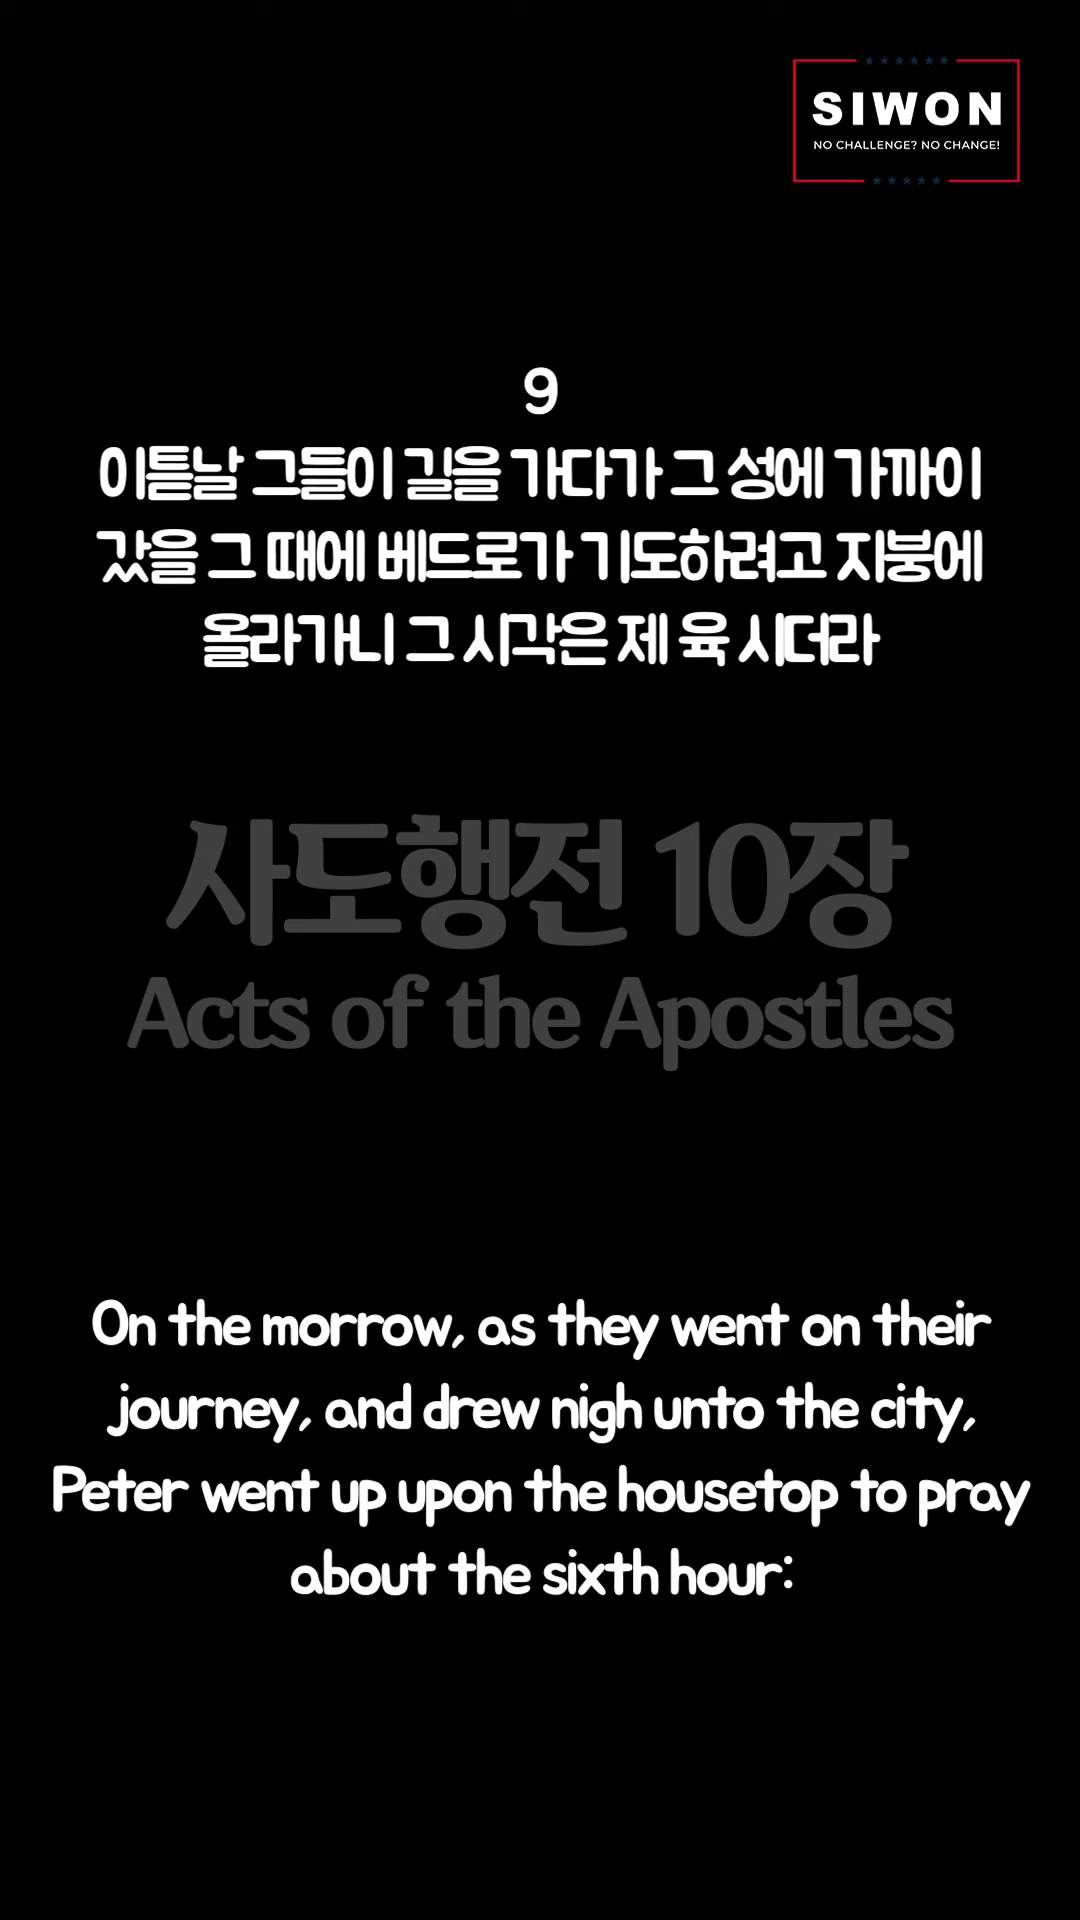 SIWON
NO CHALLENGE? NO CHANGE!
9
이튿날 그들이 길을 가다가 그 성에 가까이
갔을 그 때에 베드로가 기도하려고 지붕에
올라가니 그 시각은 제 육 시더라
사도행전 10장
Acts of the Apostles
On the morrow, as they went on their
journey, and drew nigh unto the city,
Peter went up upon the housetop to pray
about the sixth hour: